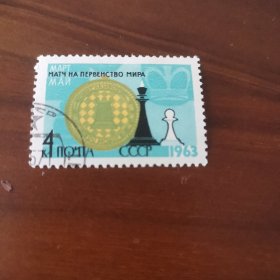 МАРТ
МАТЧ НА ПЕРВЕНСТВО МИРА
МАЙ
4 К ПОЧТА СССР 1963